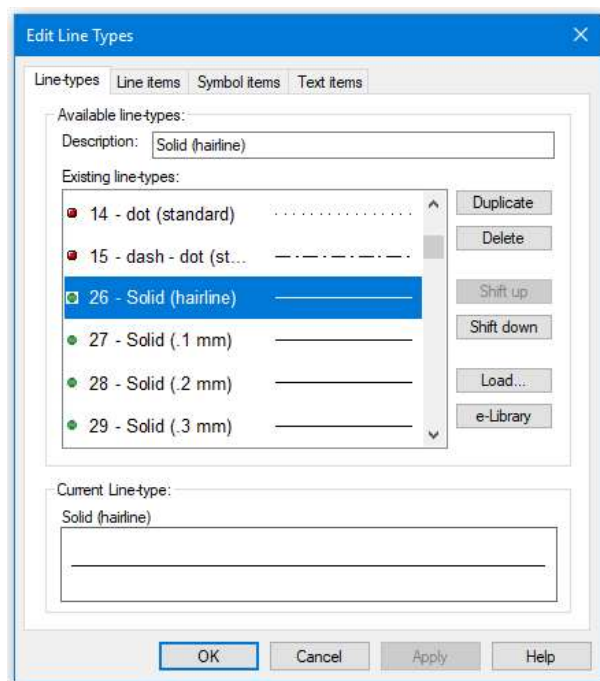 Edit Line Types
Line-types Line items Symbol items Text items
Available line-types:
Description: Solid (hairline)
Existing line-types:
14 - dot (standard)
15 - dash - dot (st...
26 - Solid (hairline)
27 - Solid (.1 mm)
28 - Solid (.2 mm)
29 - Solid (.3 mm)
Duplicate
Delete
Shift up
Shift down
Load...
e-Library
Current Line-type:
Solid (hairline)
OK Cancel Apply Help